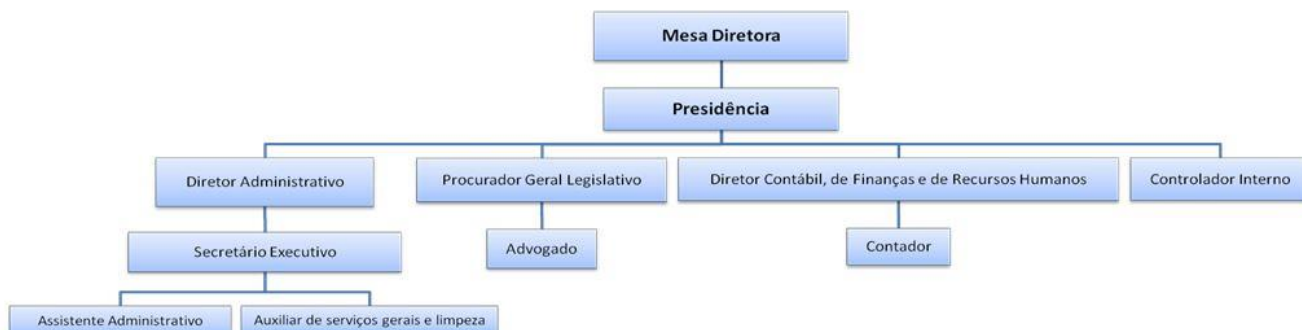 Mesa Diretora
Presidência
Diretor Administrativo
Procurador Geral Legislativo
Diretor Contábil, de Finanças e de Recursos Humanos
Controlador Interno
Secretário Executivo
Advogado
Contador
Assistente Administrativo
Auxiliar de serviços gerais e limpeza